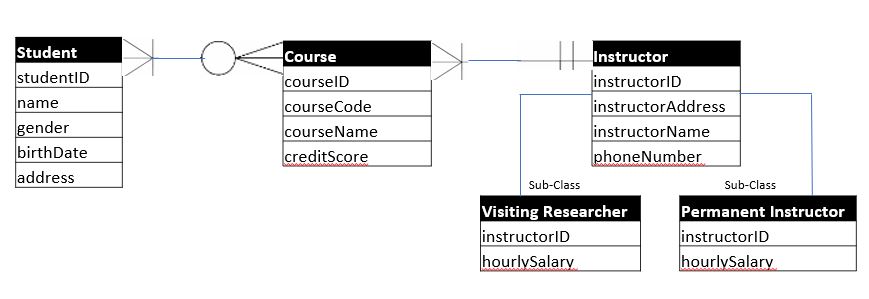 Student
studentID
name
gender
birthDate
address
Course
courseID
courseCode
courseName
creditScore
Instructor
instructorID
instructorAddress
instructorName
phoneNumber
Sub-Class
Sub-Class
Visiting Researcher
instructorID
hourlySalary
Permanent Instructor
instructorID
hourlySalary